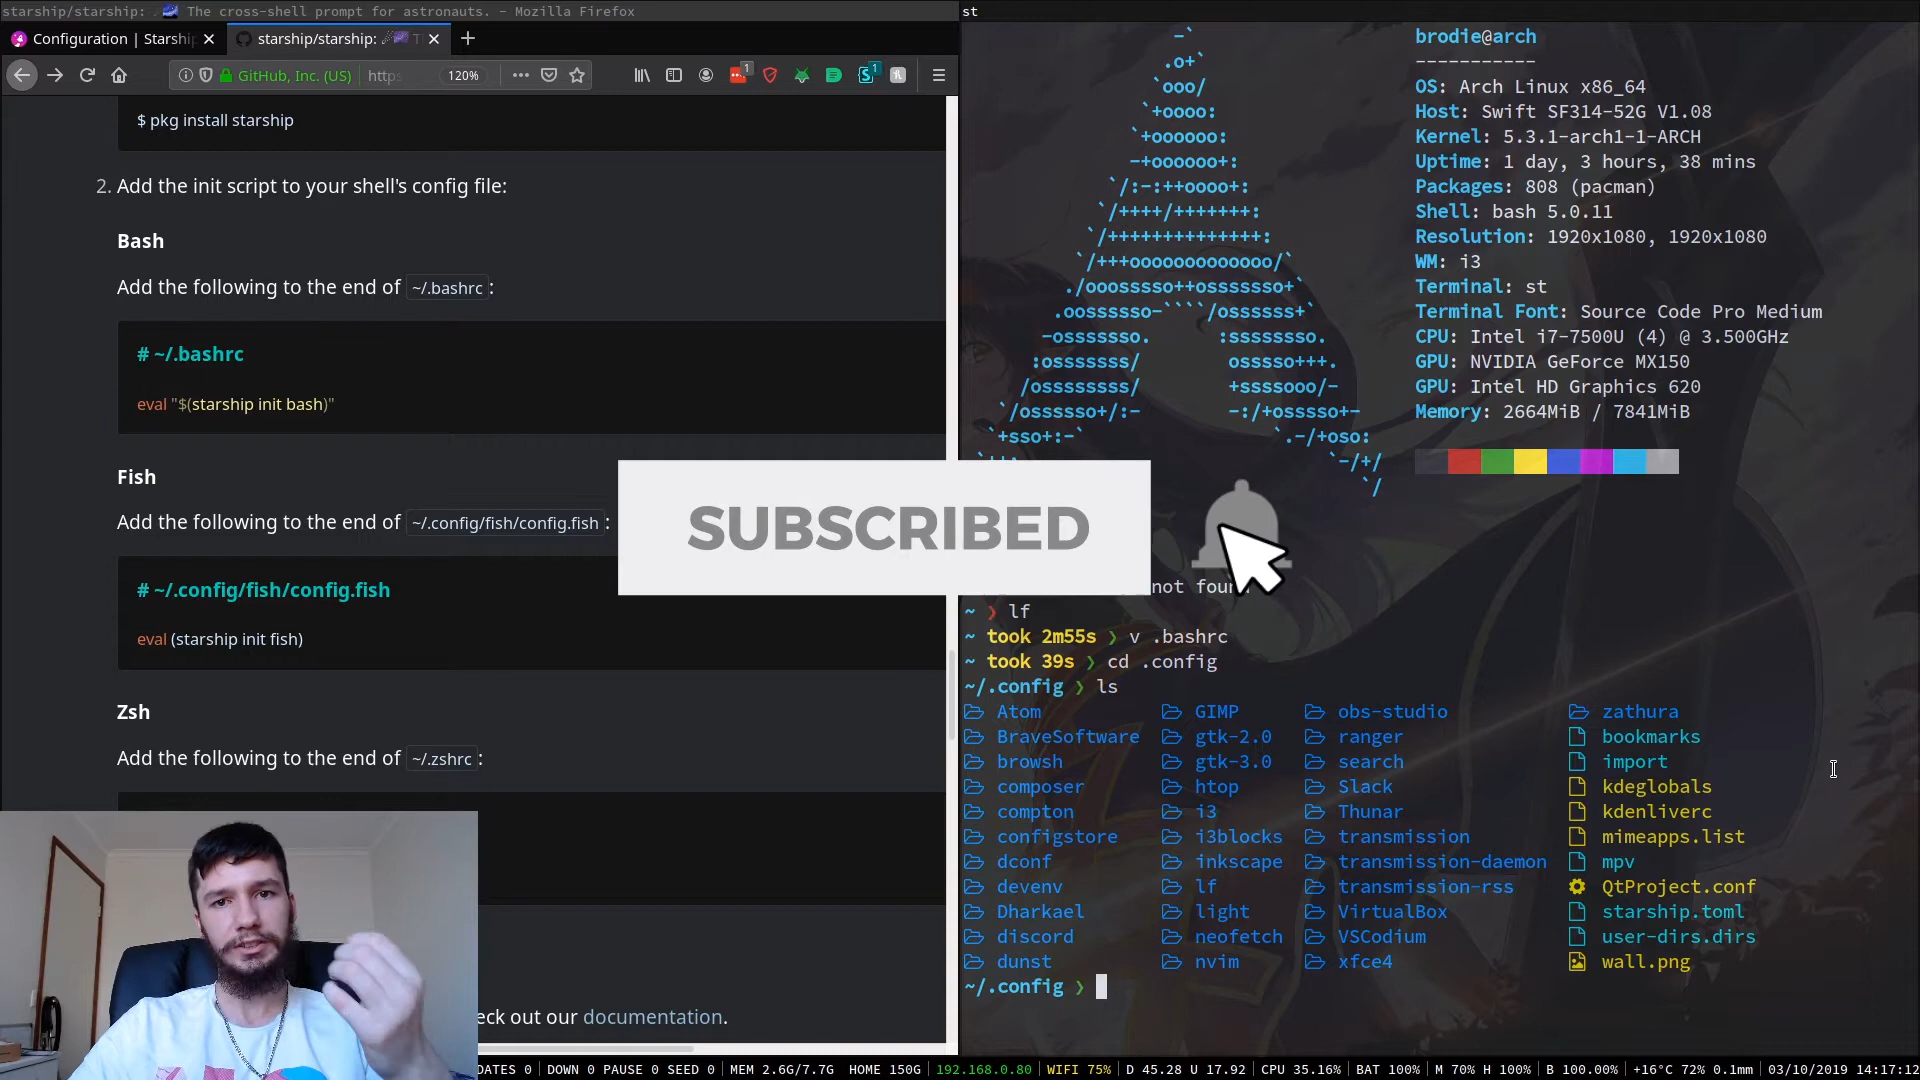 starship/starship: 🌌 The cross-shell prompt for astronauts. - Mozilla Firefox
Configuration | Starship
starship/starship:
GitHub, Inc. (US)
https
120%
1
1
$ pkg install starship
2. Add the init script to your shell's config file:
Bash
Add the following to the end of ~/.bashrc:
# ~/.bashrc
eval "$(starship init bash)"
Fish
Add the following to the end of ~/.config/fish/config.fish:
# ~/.config/fish/config.fish
eval (starship init fish)
Zsh
Add the following to the end of ~/.zshrc:
eck out our documentation.
SUBSCRIBED
st
brodie@arch
-----------
OS: Arch Linux x86_64
Host: Swift SF314-52G V1.08
Kernel: 5.3.1-arch1-1-ARCH
Uptime: 1 day, 3 hours, 38 mins
Packages: 808 (pacman)
Shell: bash 5.0.11
Resolution: 1920x1080, 1920x1080
WM: i3
Terminal: st
Terminal Font: Source Code Pro Medium
CPU: Intel i7-7500U (4) @ 3.500GHz
GPU: NVIDIA GeForce MX150
GPU: Intel HD Graphics 620
Memory: 2664MiB / 7841MiB
not found
~ ❯ lf
~ took 2m55s ❯ v .bashrc
~ took 39s ❯ cd .config
~/.config ❯ ls
Atom GIMP obs-studio zathura
BraveSoftware gtk-2.0 ranger bookmarks
browsh gtk-3.0 search import
composer htop Slack kdeglobals
compton i3 Thunar kdenliverc
configstore i3blocks transmission mimeapps.list
dconf inkscape transmission-daemon mpv
devenv lf transmission-rss QtProject.conf
Dharkael light VirtualBox starship.toml
discord neofetch VSCodium user-dirs.dirs
dunst nvim xfce4 wall.png
~/.config ❯
DATES 0 | DOWN 0 PAUSE 0 SEED 0 | MEM 2.6G/7.7G HOME 150G | 192.168.0.80 | WIFI 75% | D 45.28 U 17.92 | CPU 35.16% | BAT 100% | M 70% H 100% | B 100.00% | +16°C 72% 0.1mm | 03/10/2019 14:17:12